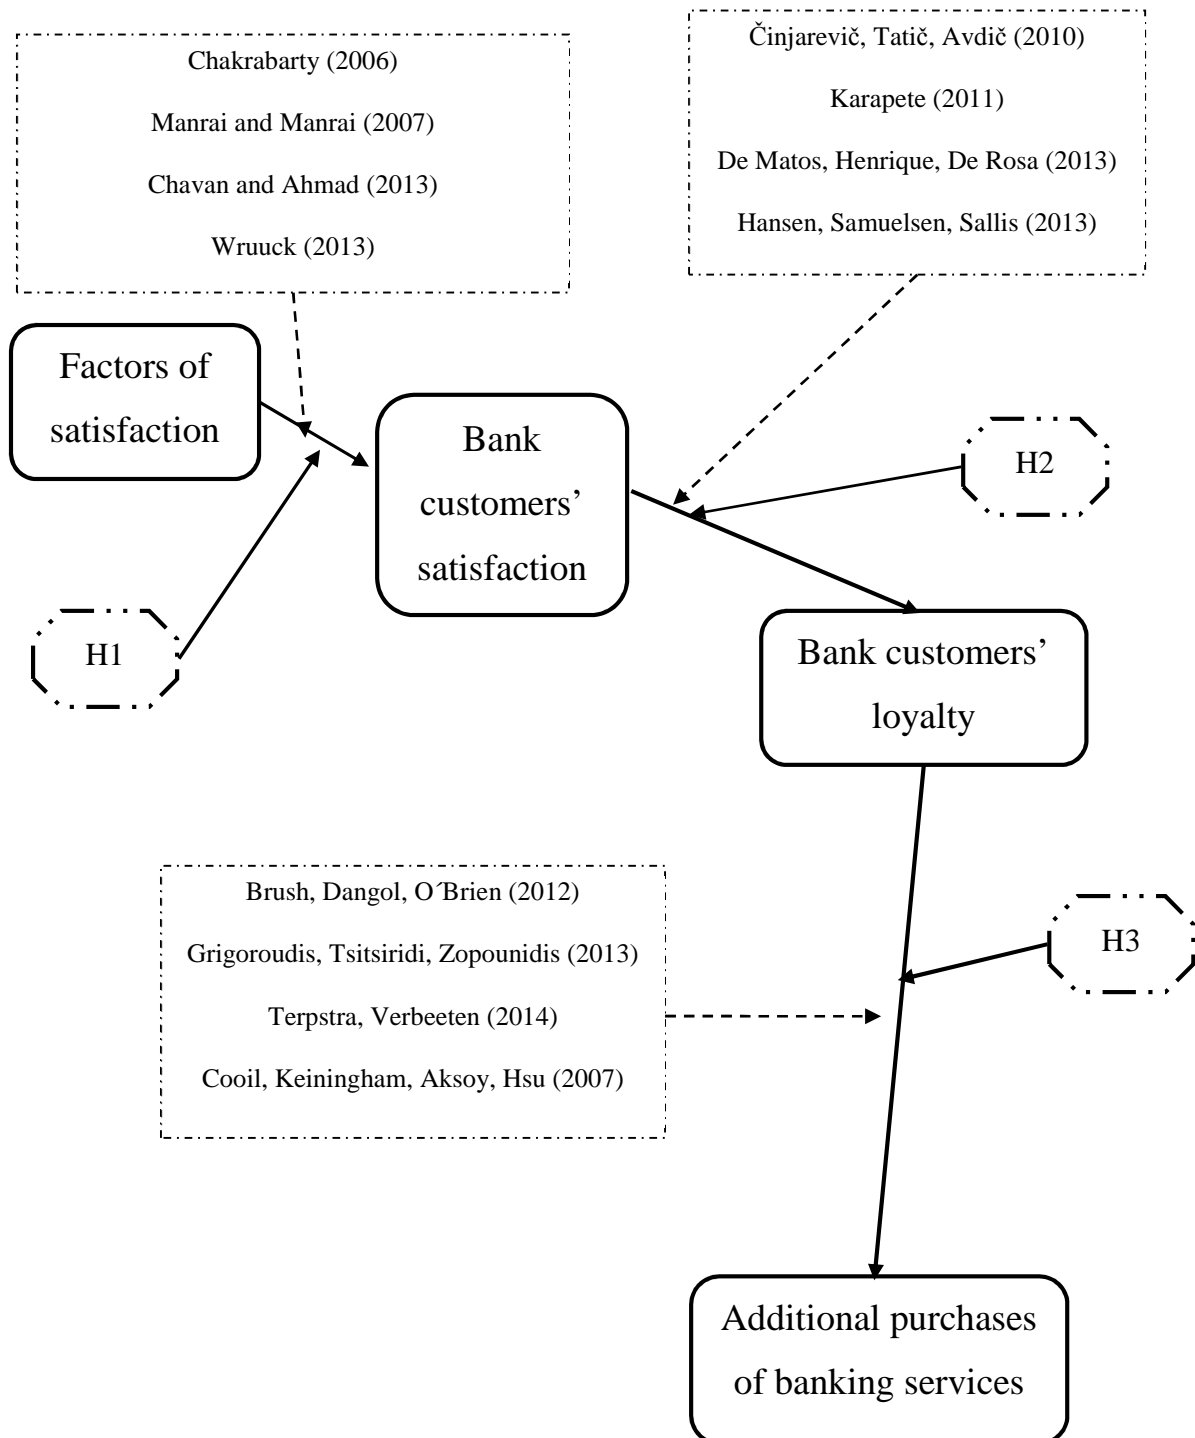 Chakrabarty (2006)
Manrai and Manrai (2007)
Chavan and Ahmad (2013)
Wruuck (2013)
Činjarevič, Tatič, Avdič (2010)
Karapete (2011)
De Matos, Henrique, De Rosa (2013)
Hansen, Samuelsen, Sallis (2013)
Factors of
satisfaction
Bank
customers’
satisfaction
H2
H1
Bank customers’
loyalty
Brush, Dangol, O´Brien (2012)
Grigoroudis, Tsitsiridi, Zopounidis (2013)
Terpstra, Verbeeten (2014)
Cooil, Keiningham, Aksoy, Hsu (2007)
H3
Additional purchases
of banking services